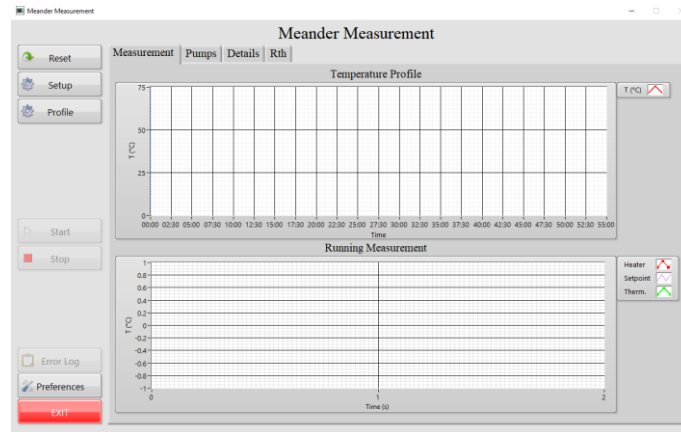 Meander Measurement
Meander Measurement
Reset
Setup
Profile
Start
Stop
Error Log
Preferences
EXIT
Measurement Pumps Details Rth
Temperature Profile
T (°C)
75
50
25
0
T (°C)
00:00 02:30 05:00 07:30 10:00 12:30 15:00 17:30 20:00 22:30 25:00 27:30 30:00 32:30 35:00 37:30 40:00 42:30 45:00 47:30 50:00 52:30 55:00
Time
Running Measurement
Heater
Setpoint
Therm.
1
0.8
0.6
0.4
0.2
0
-0.2
-0.4
-0.6
-0.8
-1
T (°C)
0 1 2
Time (s)